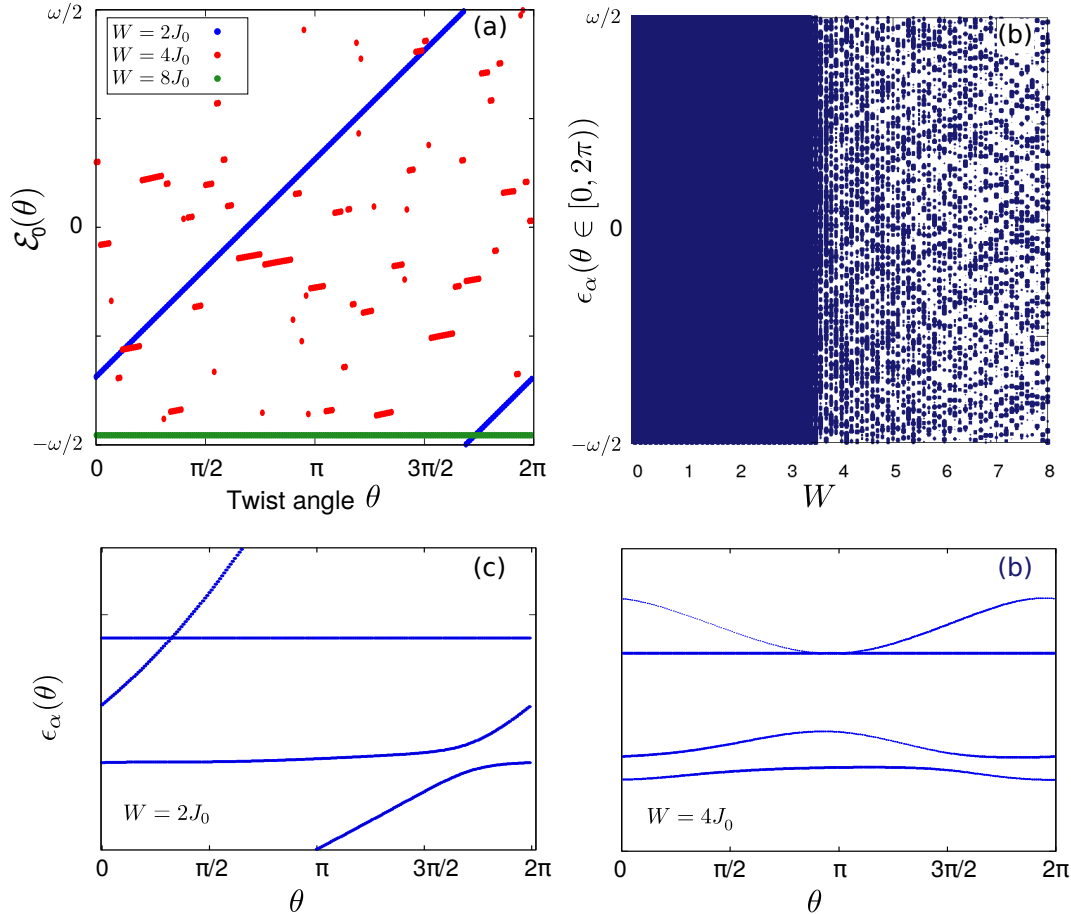 ω/2
(a)
W = 2J₀
W = 4J₀
W = 8J₀
ℰ₀(θ)
0
−ω/2
0 π/2 π 3π/2 2π
Twist angle θ
ω/2
(b)
ϵ_α(θ ∈ [0, 2π))
0
−ω/2
0 1 2 3 4 5 6 7 8
W
(c)
ϵ_α(θ)
W = 2J₀
0 π/2 π 3π/2 2π
θ
(b)
W = 4J₀
0 π/2 π 3π/2 2π
θ